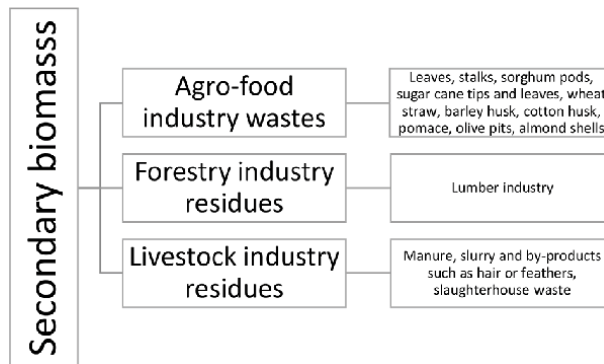 Secondary biomasss
Agro-food
industry wastes
Leaves, stalks, sorghum pods,
sugar cane tips and leaves, wheat
straw, barley husk, cotton husk,
pomace, olive pits, almond shells
Forestry industry
residues
Lumber industry
Livestock industry
residues
Manure, slurry and by-products
such as hair or feathers,
slaughterhouse waste